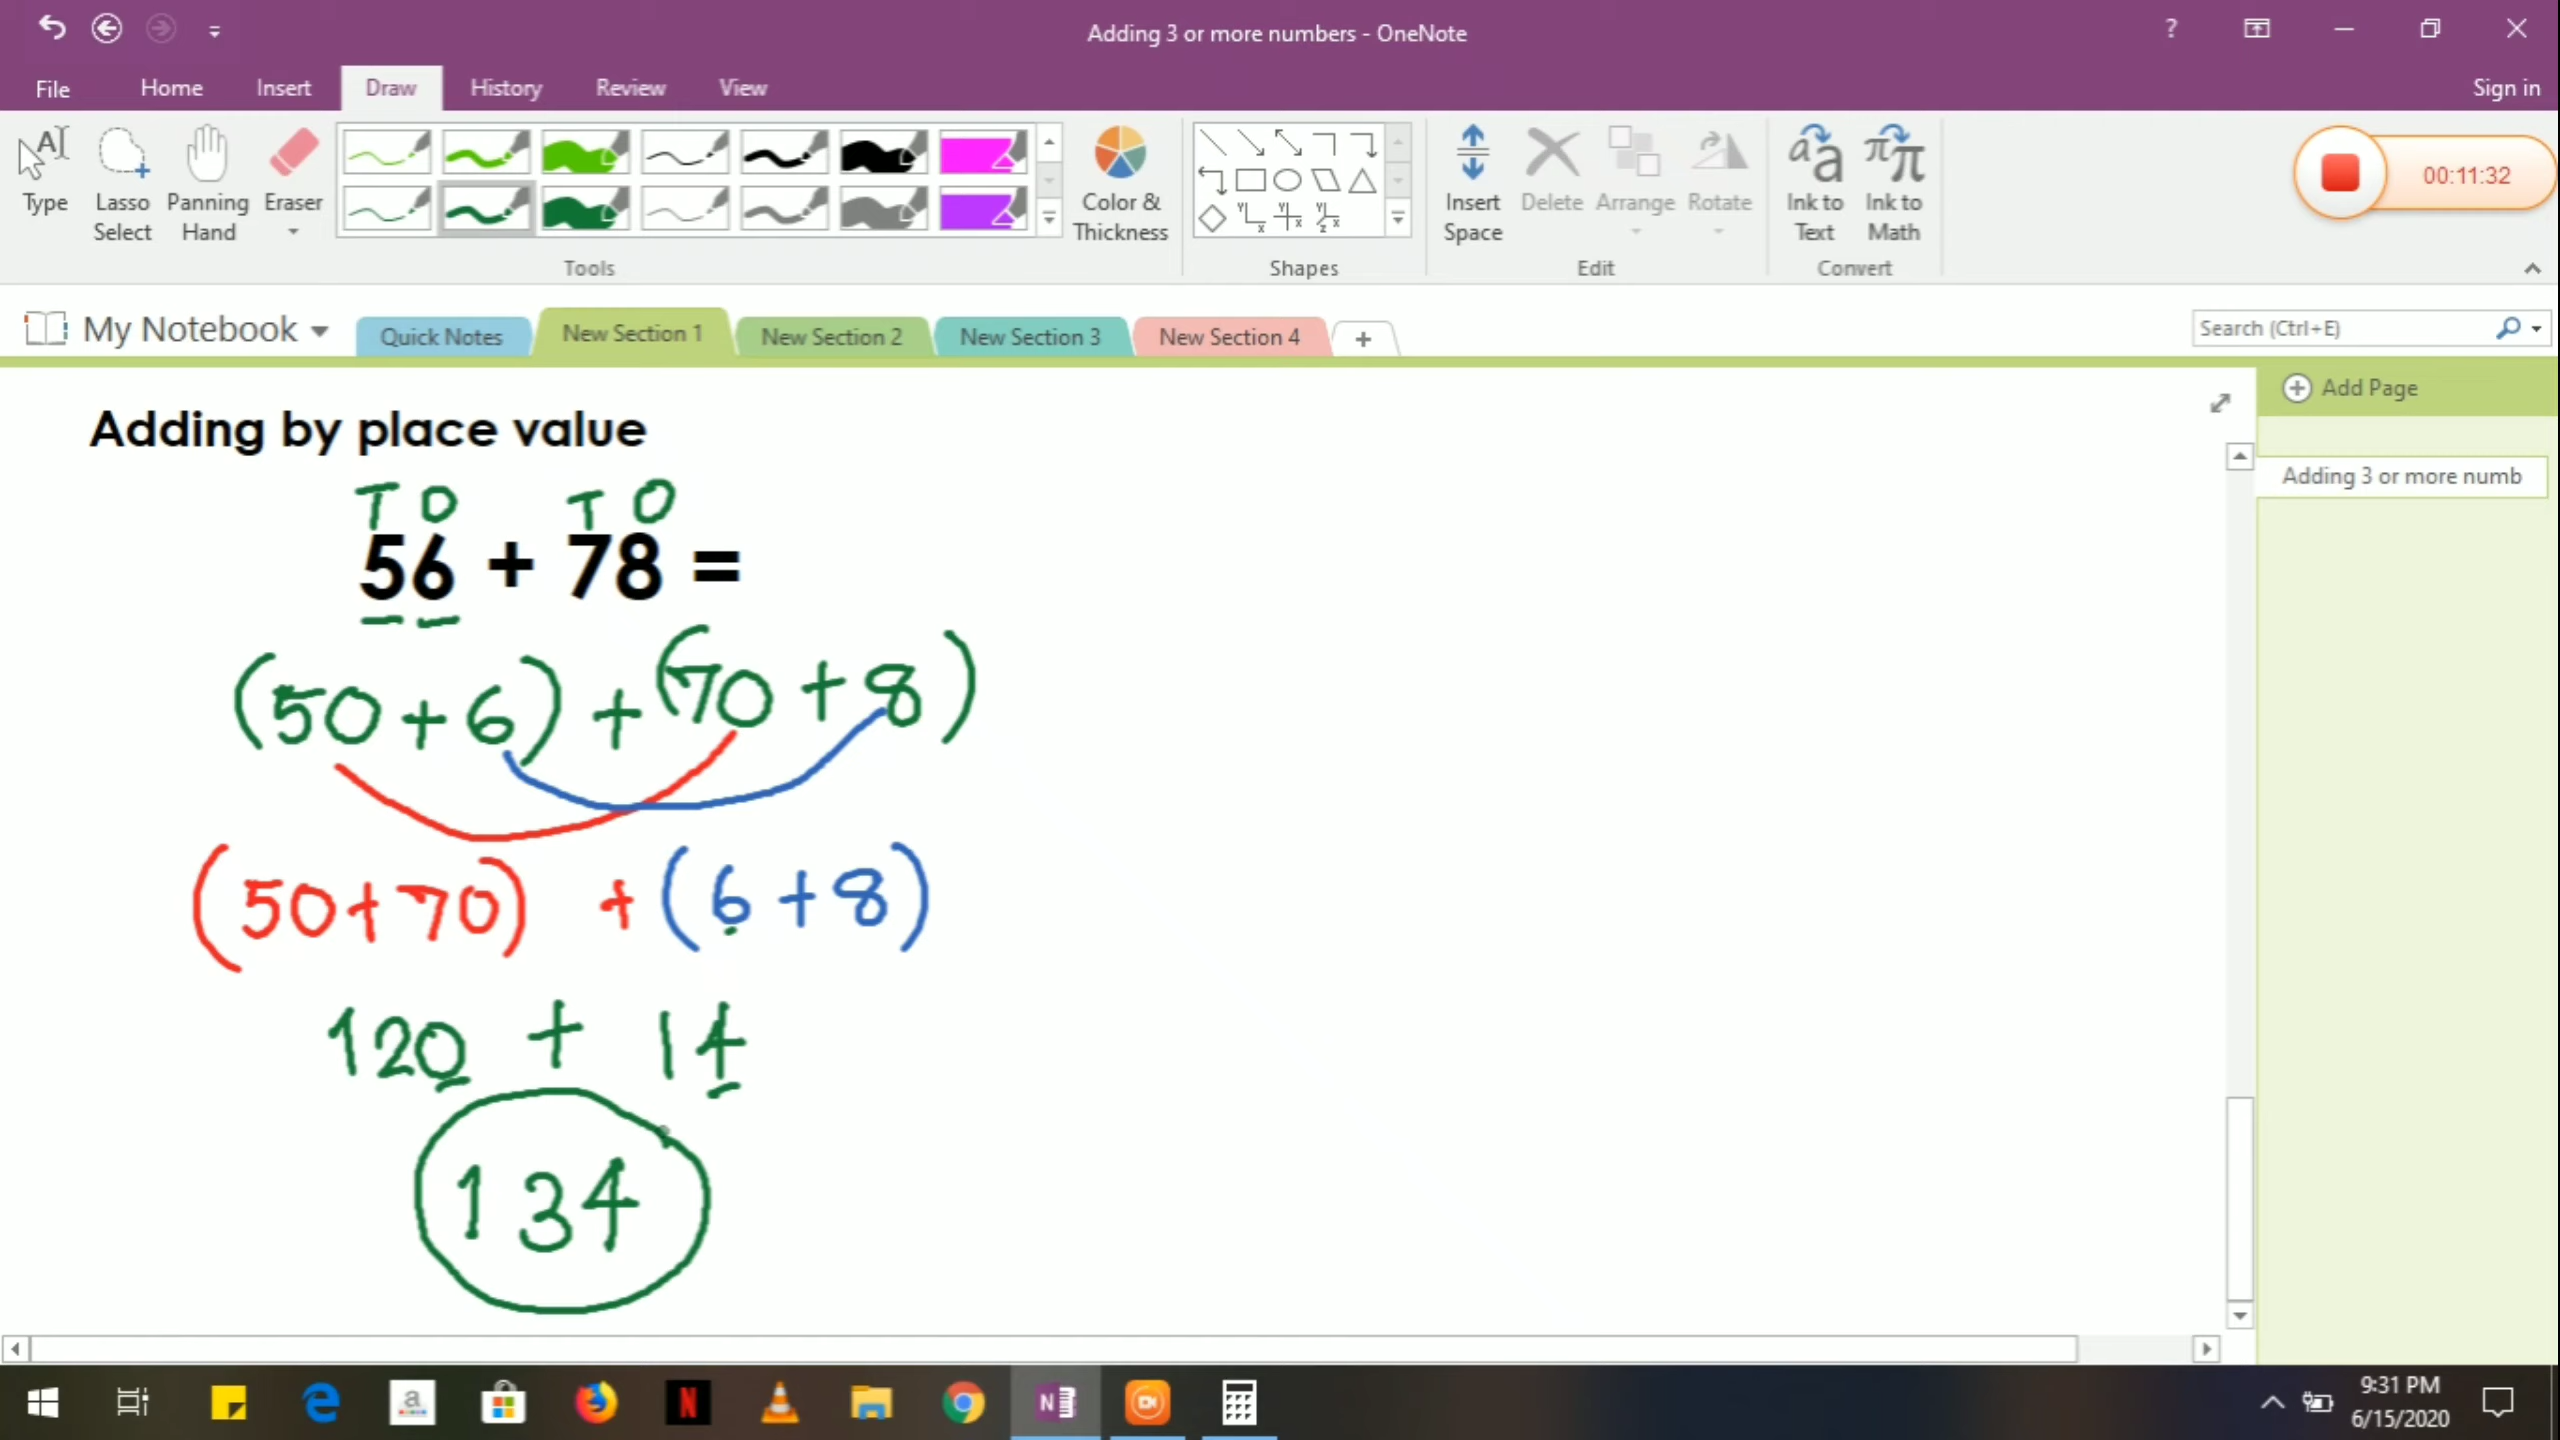 Adding 3 or more numbers - OneNote
File Home Insert Draw History Review View Sign in
Type Lasso Select Panning Hand Eraser
Color & Thickness
Insert Space Delete Arrange Rotate Ink to Text Ink to Math
00:11:32
Tools Shapes Edit Convert
My Notebook Quick Notes New Section 1 New Section 2 New Section 3 New Section 4 + Search (Ctrl+E)
Add Page
Adding 3 or more numb
Adding by place value
T O T O
56 + 78 =
(50+6) + (70+8)
(50+70) + (6+8)
120 + 14
134
9:31 PM
6/15/2020